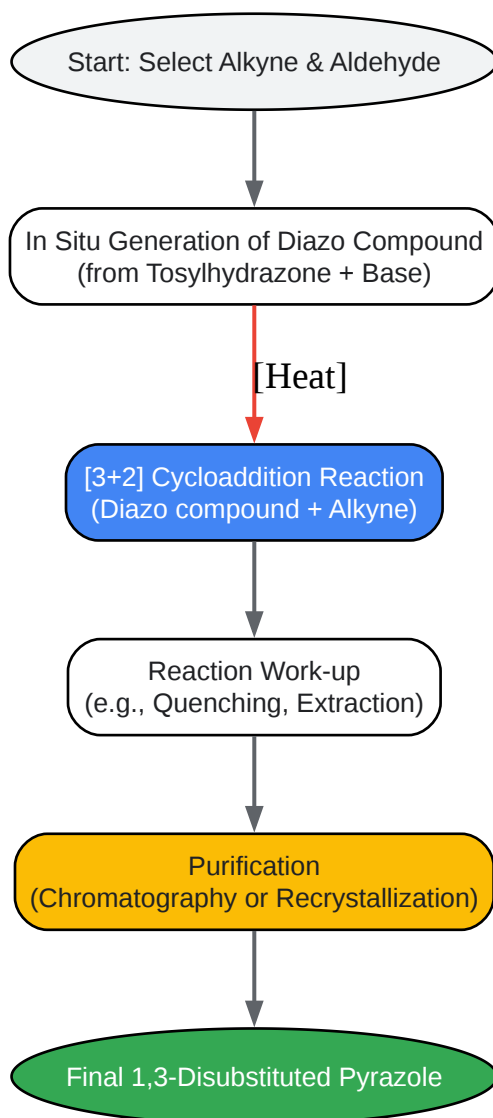 Start: Select Alkyne & Aldehyde
In Situ Generation of Diazo Compound
(from Tosylhydrazone + Base)
[Heat]
[3+2] Cycloaddition Reaction
(Diazo compound + Alkyne)
Reaction Work-up
(e.g., Quenching, Extraction)
Purification
(Chromatography or Recrystallization)
Final 1,3-Disubstituted Pyrazole